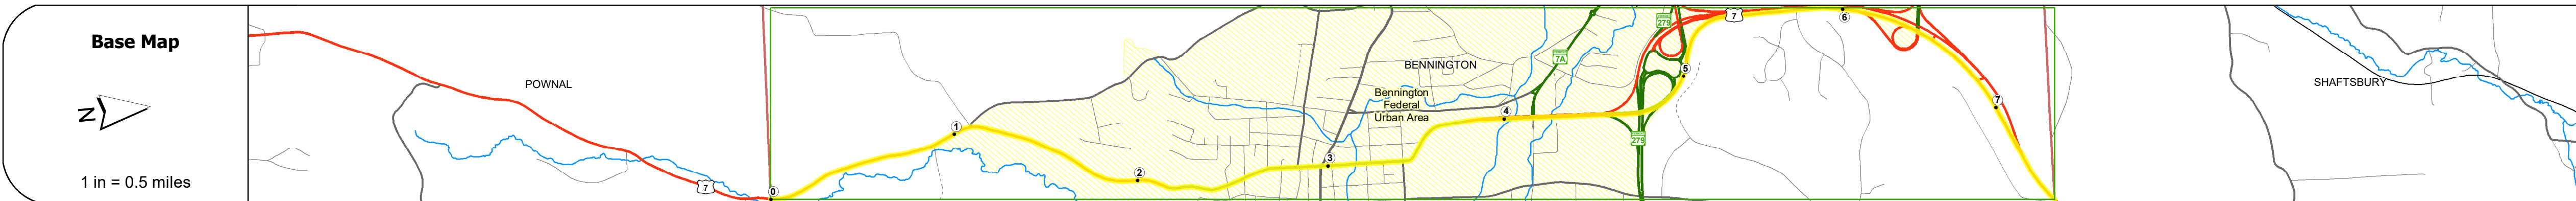 Base Map
N
1 in = 0.5 miles
POWNAL
7
0
1
2
3
4
5
6
7
BENNINGTON
Bennington
Federal
Urban Area
7A
279
279
7
SHAFTSBURY